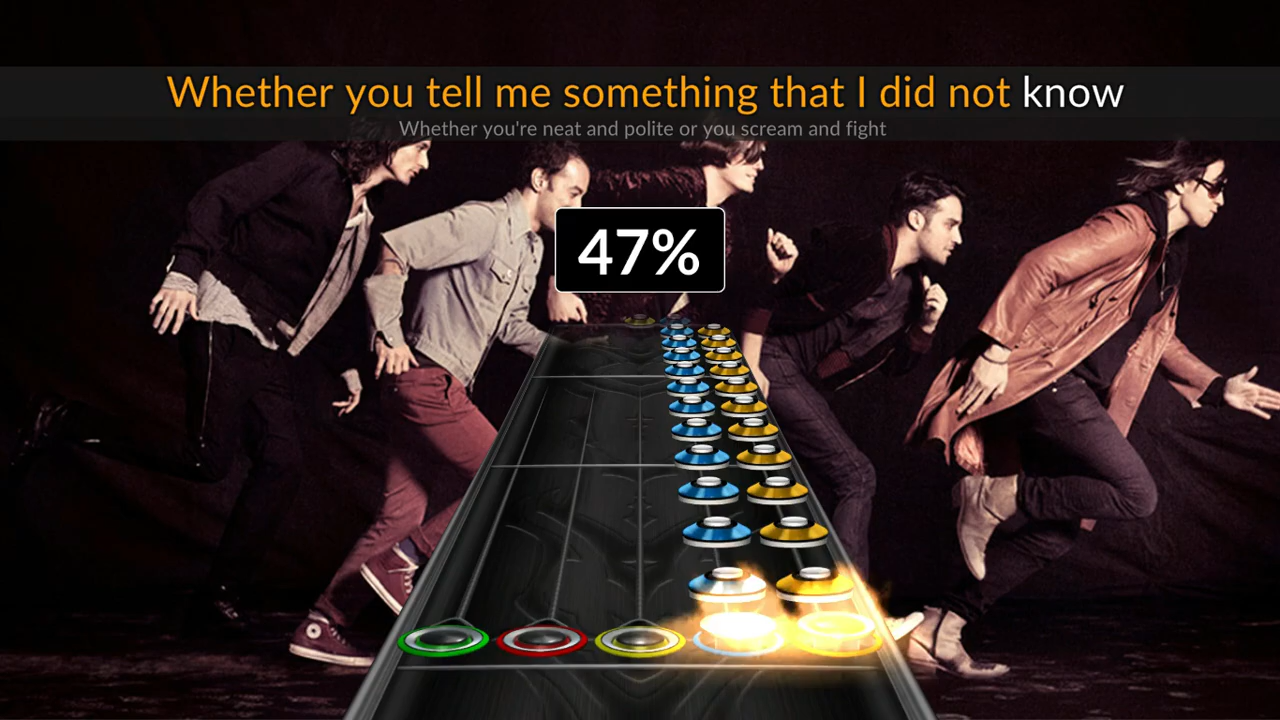 Whether you tell me something that I did not know
Whether you're neat and polite or you scream and fight
47%